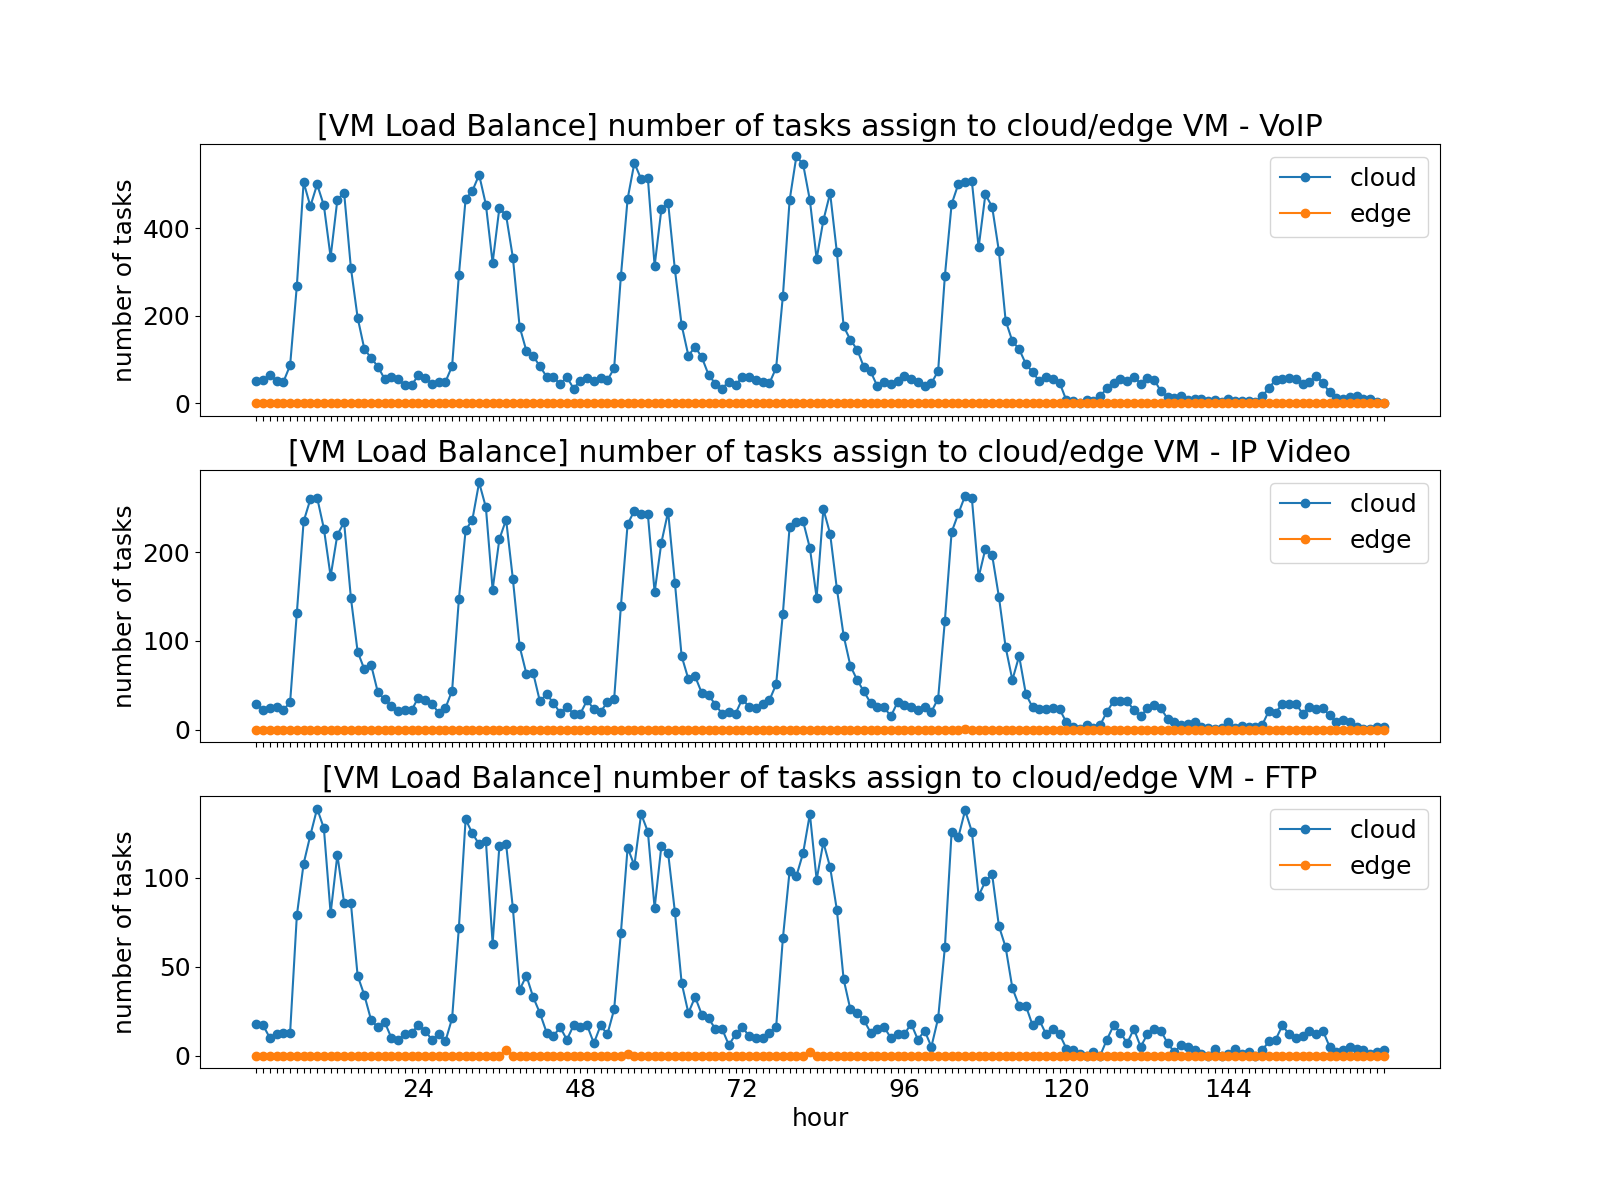 [VM Load Balance] number of tasks assign to cloud/edge VM - VoIP
number of tasks
400
200
0
cloud
edge
[VM Load Balance] number of tasks assign to cloud/edge VM - IP Video
number of tasks
200
100
0
cloud
edge
[VM Load Balance] number of tasks assign to cloud/edge VM - FTP
number of tasks
100
50
0
cloud
edge
24 48 72 96 120 144
hour